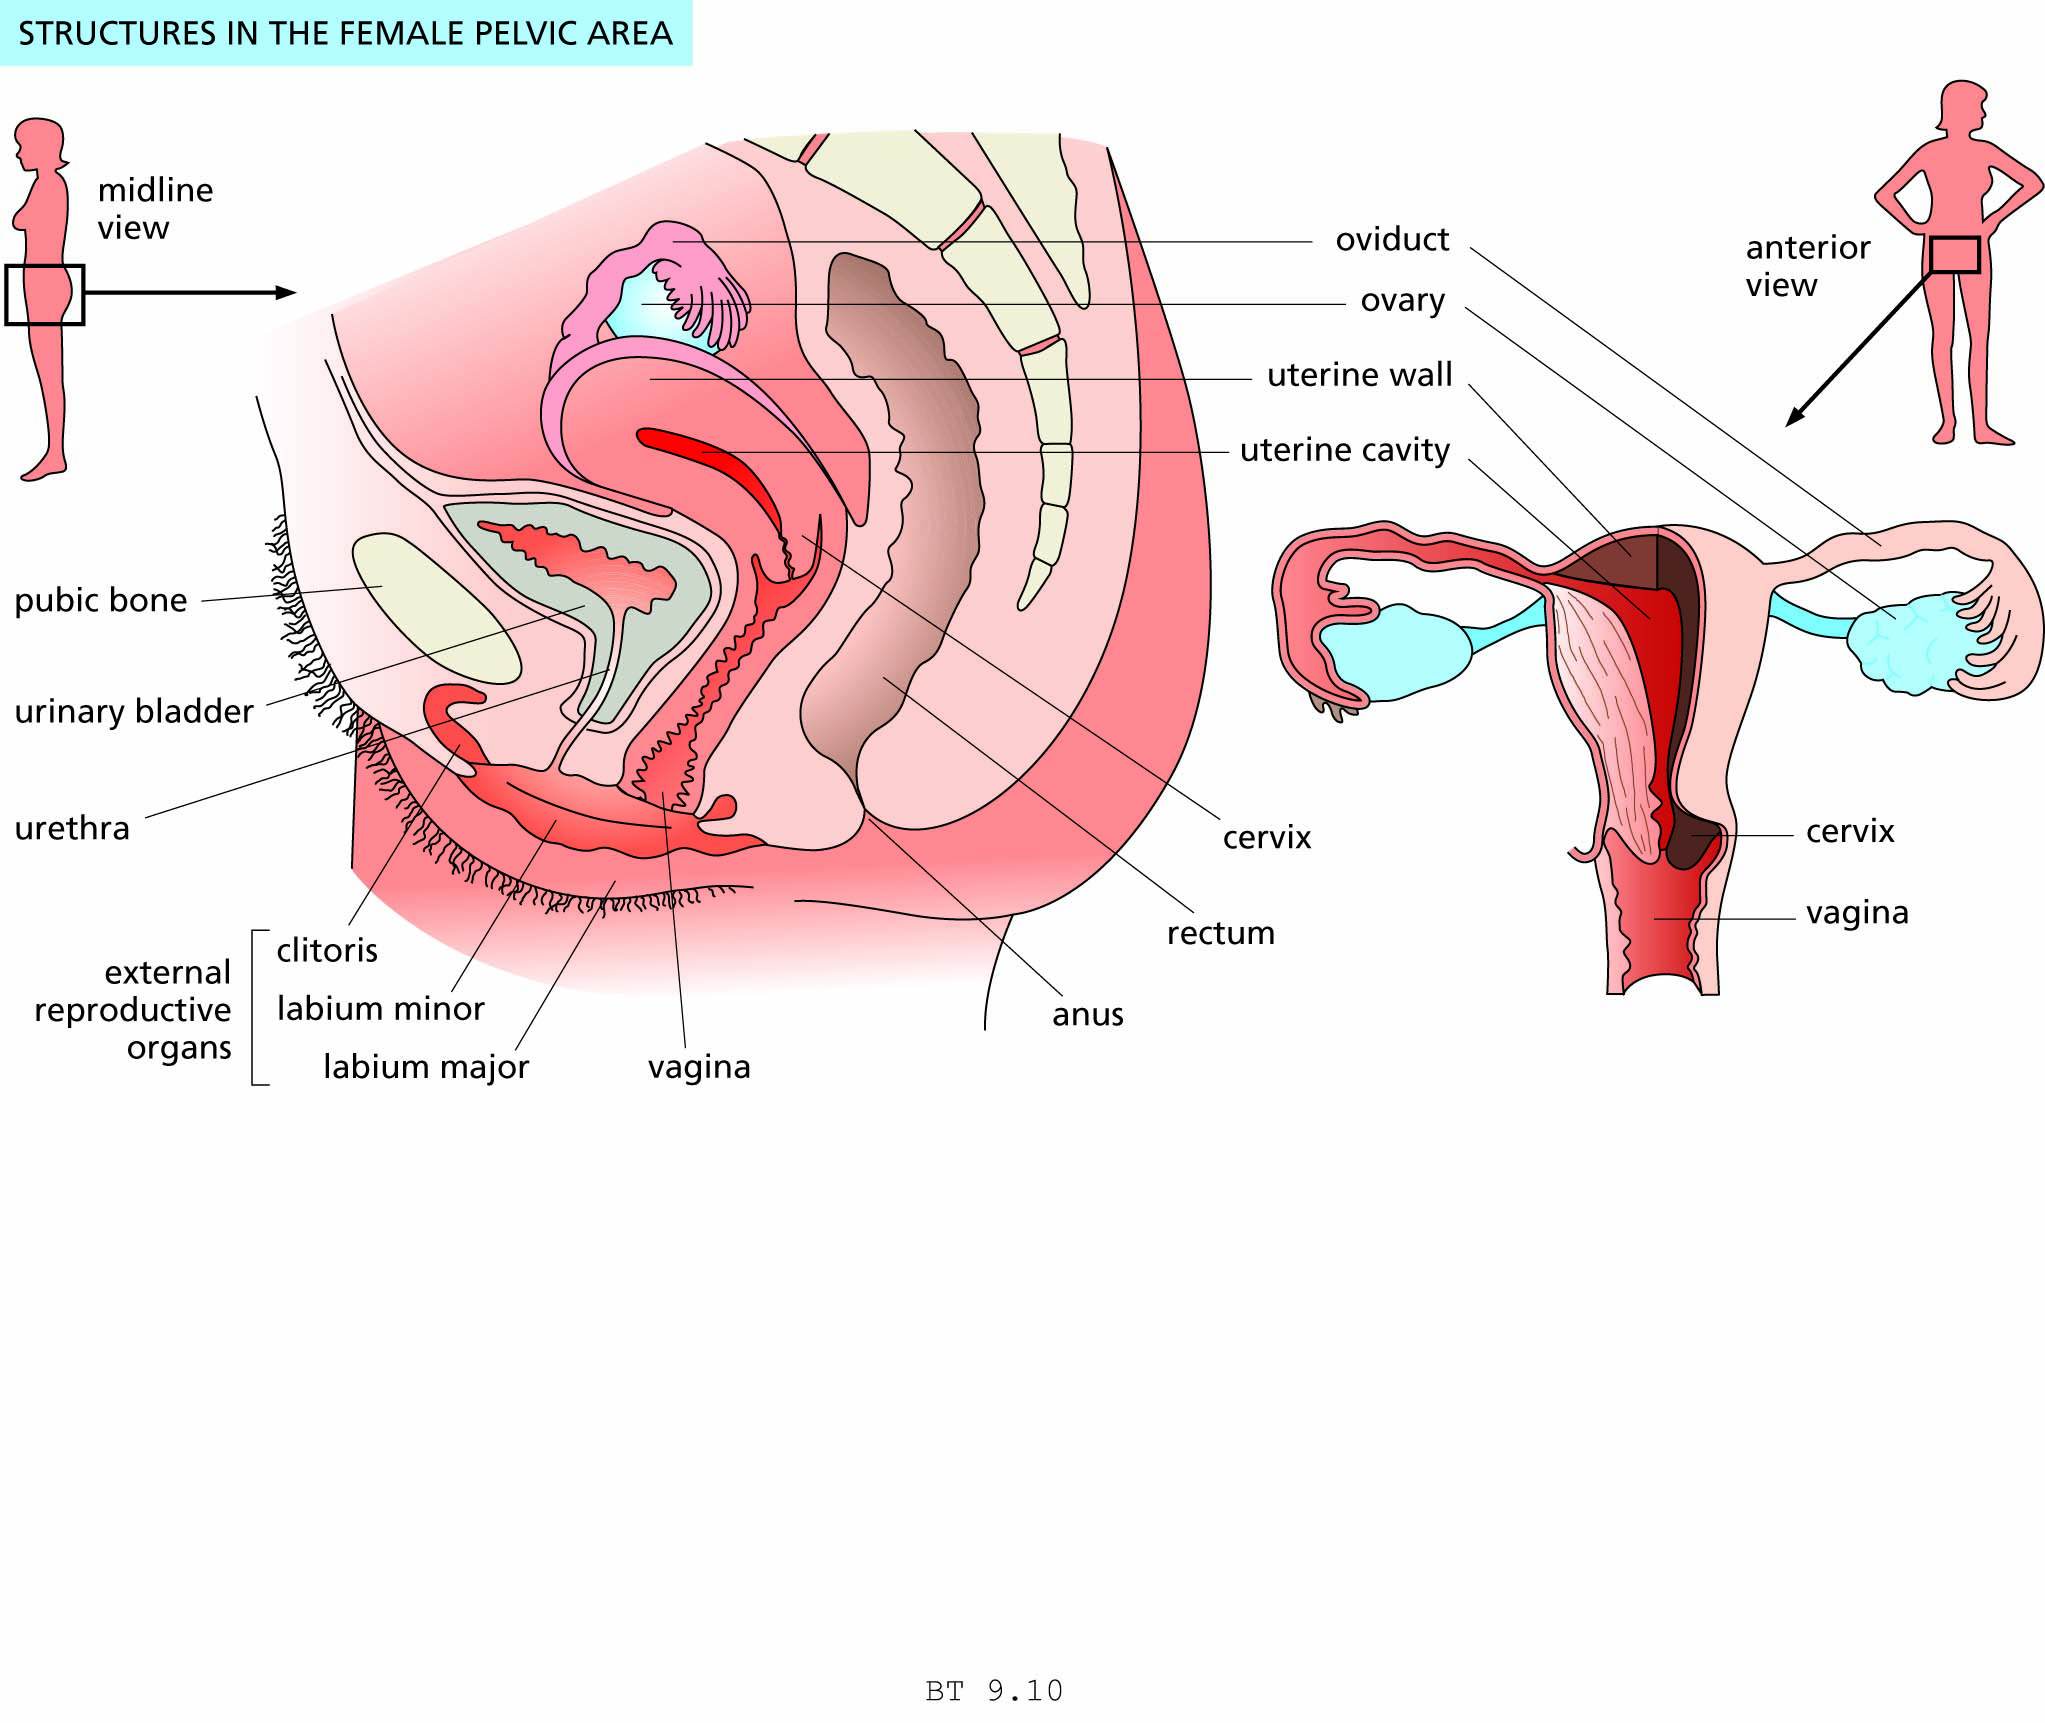 STRUCTURES IN THE FEMALE PELVIC AREA
midline
view
anterior
view
oviduct
ovary
uterine wall
uterine cavity
pubic bone
urinary bladder
urethra
cervix
rectum
anus
cervix
vagina
external
reproductive
organs
clitoris
labium minor
labium major
vagina
BT 9.10